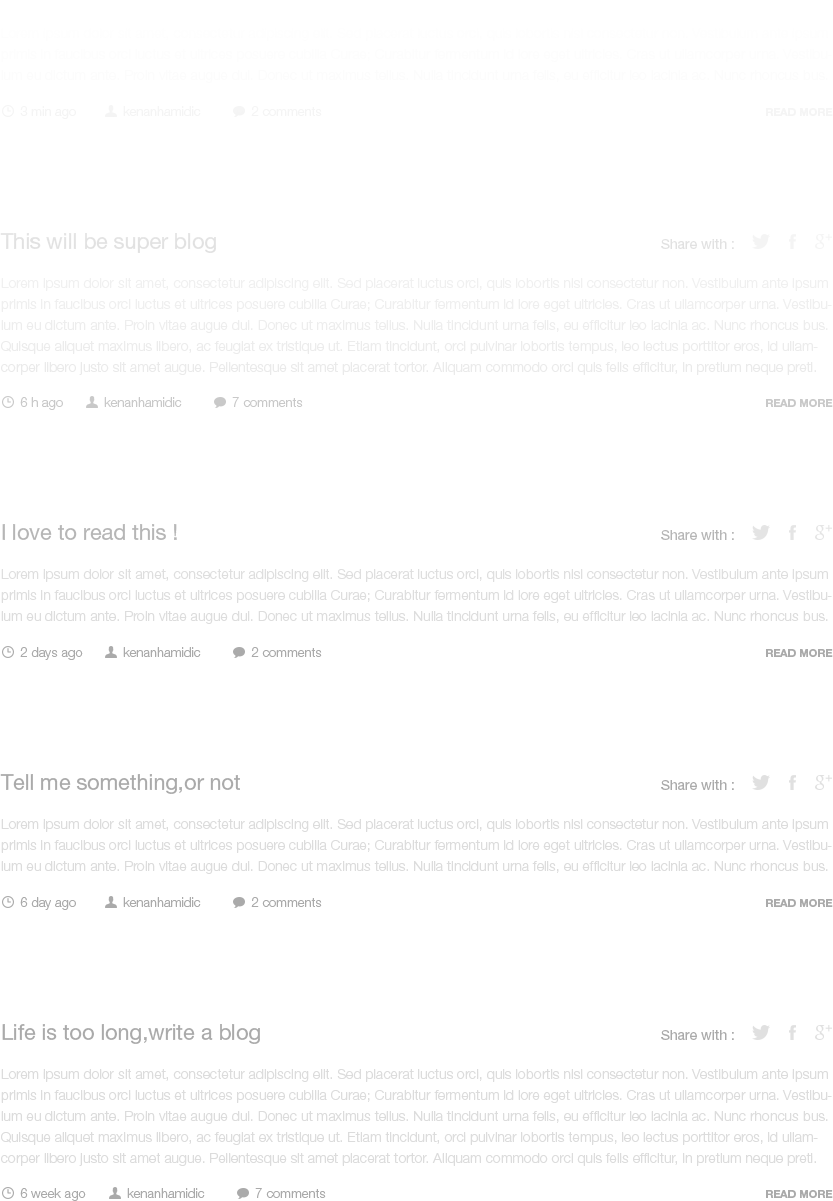 3 min ago kenanhamidic 2 comments READ MORE
This will be super blog Share with :
Lorem ipsum dolor sit amet, consectetur adipiscing elit. Sed placerat luctus orci, quis lobortis nisl consectetur non. Vestibulum ante ipsum
primis in faucibus orci luctus et ultrices posuere cubilia Curae; Curabitur fermentum id lore eget ultricies. Cras ut ullamcorper urna. Vestibu-
lum eu dictum ante. Proin vitae augue dui. Donec ut maximus tellus. Nulla tincidunt urna felis, eu efficitur leo lacinia ac. Nunc rhoncus bus.
Quisque aliquet maximus libero, ac feugiat ex tristique ut. Etiam tincidunt, orci pulvinar lobortis tempus, leo lectus porttitor eros, id ullam-
corper libero justo sit amet augue. Pellentesque sit amet placerat tortor. Aliquam commodo orci quis felis efficitur, in pretium neque preti.
6 h ago kenanhamidic 7 comments READ MORE
I love to read this ! Share with :
Lorem ipsum dolor sit amet, consectetur adipiscing elit. Sed placerat luctus orci, quis lobortis nisl consectetur non. Vestibulum ante ipsum
primis in faucibus orci luctus et ultrices posuere cubilia Curae; Curabitur fermentum id lore eget ultricies. Cras ut ullamcorper urna. Vestibu-
lum eu dictum ante. Proin vitae augue dui. Donec ut maximus tellus. Nulla tincidunt urna felis, eu efficitur leo lacinia ac. Nunc rhoncus bus.
2 days ago kenanhamidic 2 comments READ MORE
Tell me something,or not Share with :
Lorem ipsum dolor sit amet, consectetur adipiscing elit. Sed placerat luctus orci, quis lobortis nisl consectetur non. Vestibulum ante ipsum
primis in faucibus orci luctus et ultrices posuere cubilia Curae; Curabitur fermentum id lore eget ultricies. Cras ut ullamcorper urna. Vestibu-
lum eu dictum ante. Proin vitae augue dui. Donec ut maximus tellus. Nulla tincidunt urna felis, eu efficitur leo lacinia ac. Nunc rhoncus bus.
6 day ago kenanhamidic 2 comments READ MORE
Life is too long,write a blog Share with :
Lorem ipsum dolor sit amet, consectetur adipiscing elit. Sed placerat luctus orci, quis lobortis nisl consectetur non. Vestibulum ante ipsum
primis in faucibus orci luctus et ultrices posuere cubilia Curae; Curabitur fermentum id lore eget ultricies. Cras ut ullamcorper urna. Vestibu-
lum eu dictum ante. Proin vitae augue dui. Donec ut maximus tellus. Nulla tincidunt urna felis, eu efficitur leo lacinia ac. Nunc rhoncus bus.
Quisque aliquet maximus libero, ac feugiat ex tristique ut. Etiam tincidunt, orci pulvinar lobortis tempus, leo lectus porttitor eros, id ullam-
corper libero justo sit amet augue. Pellentesque sit amet placerat tortor. Aliquam commodo orci quis felis efficitur, in pretium neque preti.
6 week ago kenanhamidic 7 comments READ MORE